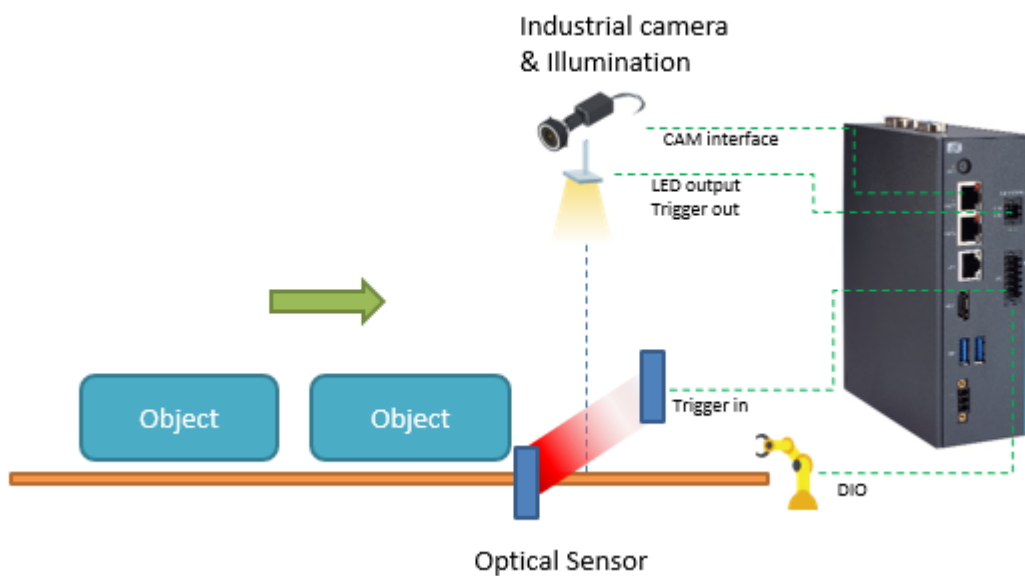 Industrial camera
& Illumination
CAM interface
LED output
Trigger out
Object
Object
Trigger in
DIO
Optical Sensor